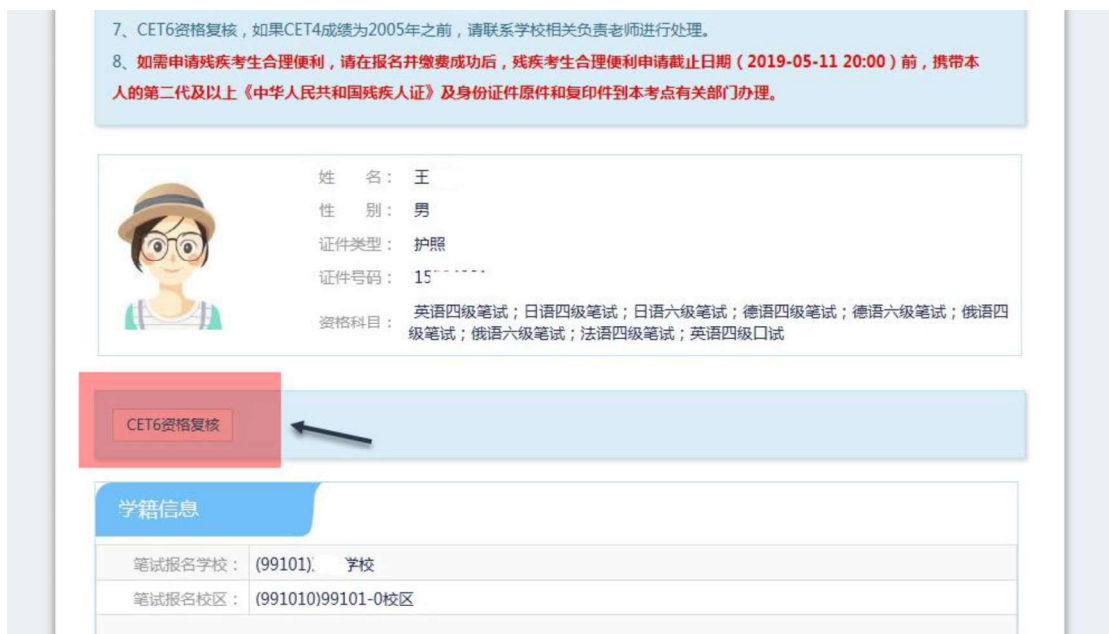 7、CET6资格复核，如果CET4成绩为2005年之前，请联系学校相关负责老师进行处理。
8、如需申请残疾考生合理便利，请在报名并缴费成功后，残疾考生合理便利申请截止日期（2019-05-11 20:00）前，携带本
人的第二代及以上《中华人民共和国残疾人证》及身份证件原件和复印件到本考点有关部门办理。
姓 名： 王
性 别： 男
证件类型： 护照
证件号码： 15
资格科目： 英语四级笔试；日语四级笔试；日语六级笔试；德语四级笔试；德语六级笔试；俄语四
级笔试；俄语六级笔试；法语四级笔试；英语四级口试
CET6资格复核
学籍信息
笔试报名学校： (99101) 学校
笔试报名校区： (991010)99101-0校区